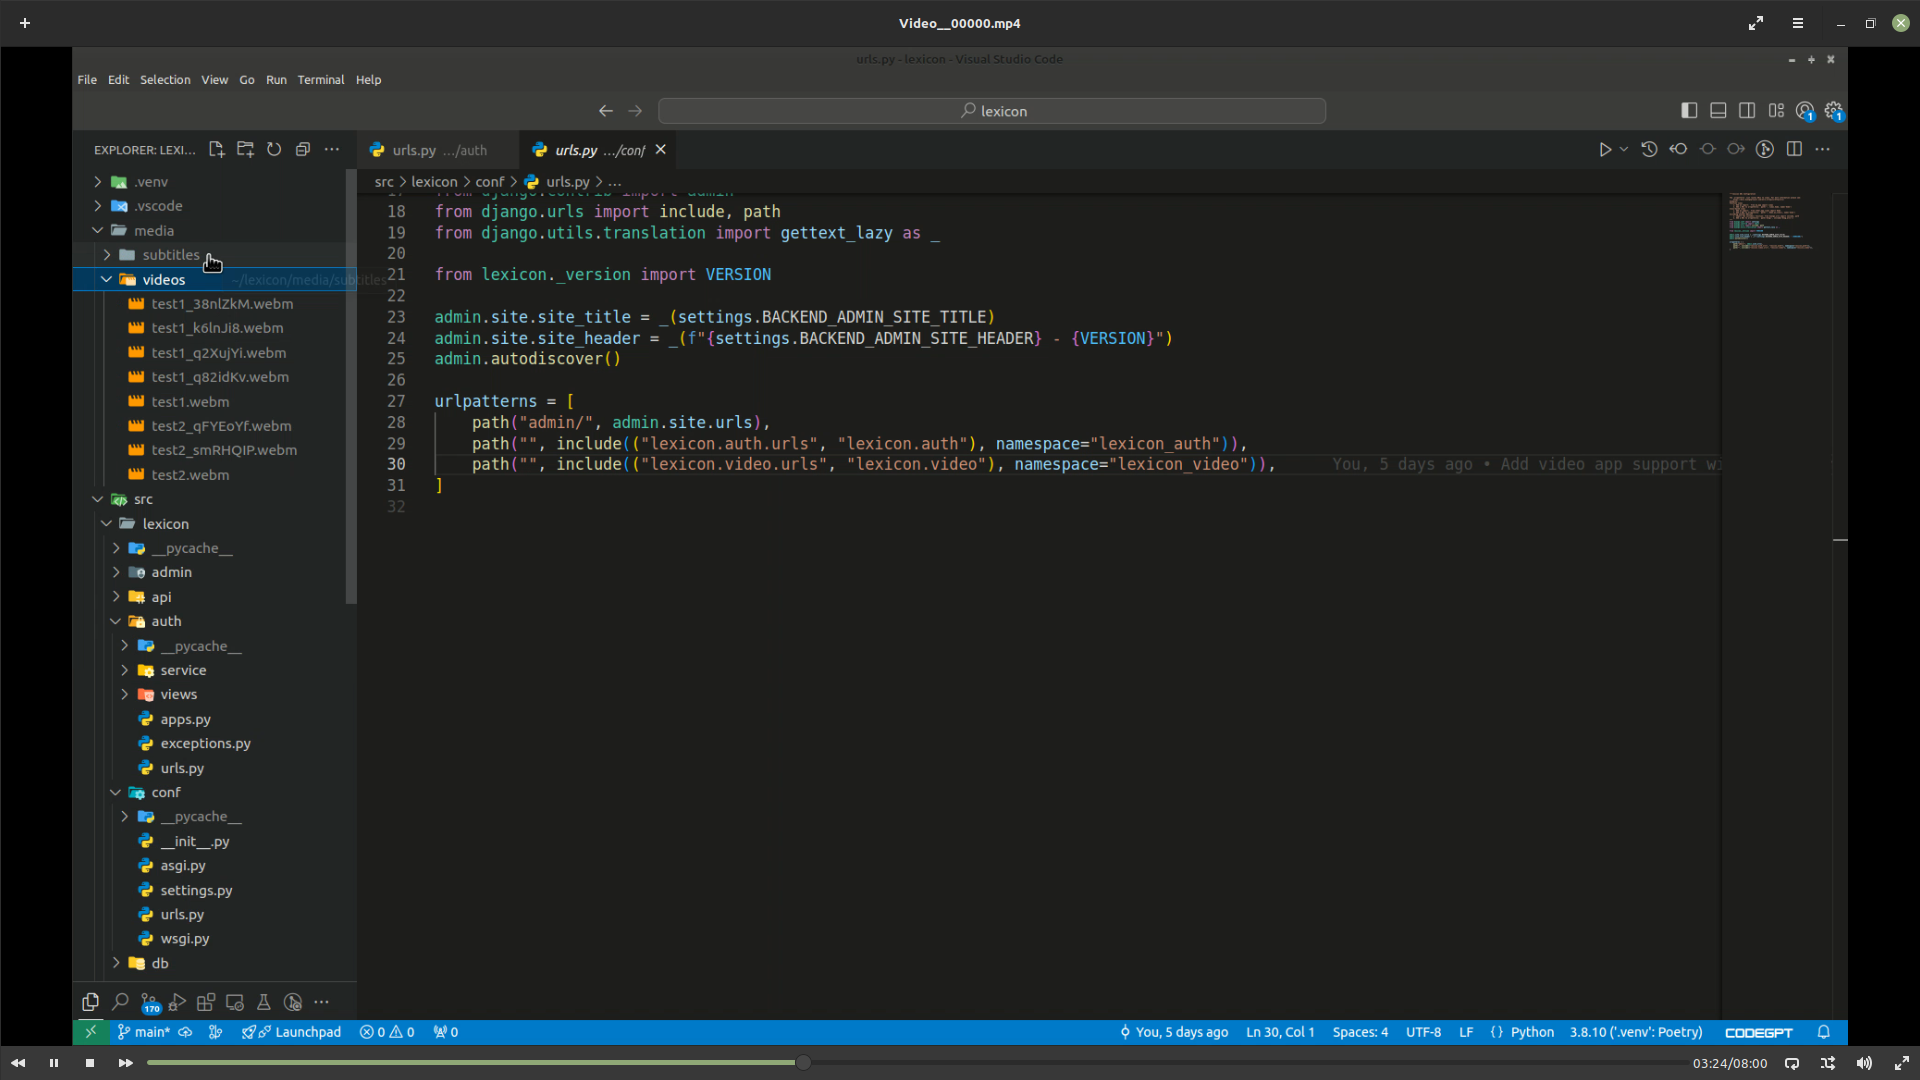 Video__00000.mp4
urls.py - lexicon - Visual Studio Code
File Edit Selection View Go Run Terminal Help
lexicon
1
1
EXPLORER: LEXI...
urls.py .../auth
urls.py .../conf
src > lexicon > conf > urls.py > ...
.venv
.vscode
media
subtitles
videos
~/lexicon/media/subtitles
test1_38nlZkM.webm
test1_k6lnJi8.webm
test1_q2XujYi.webm
test1_q82idKv.webm
test1.webm
test2_qFYEoYf.webm
test2_smRHQIP.webm
test2.webm
src
lexicon
__pycache__
admin
api
auth
__pycache__
service
views
apps.py
exceptions.py
urls.py
conf
__pycache__
__init__.py
asgi.py
settings.py
urls.py
wsgi.py
db
17 from django.contrib import admin
18 from django.urls import include, path
19 from django.utils.translation import gettext_lazy as _
20
21 from lexicon._version import VERSION
22
23 admin.site.site_title = _(settings.BACKEND_ADMIN_SITE_TITLE)
24 admin.site.site_header = _(f"{settings.BACKEND_ADMIN_SITE_HEADER} - {VERSION}")
25 admin.autodiscover()
26
27 urlpatterns = [
28 path("admin/", admin.site.urls),
29 path("", include(("lexicon.auth.urls", "lexicon.auth"), namespace="lexicon_auth")),
30 path("", include(("lexicon.video.urls", "lexicon.video"), namespace="lexicon_video")), You, 5 days ago • Add video app support wi
31 ]
32
170
main* Launchpad 0 0 0
You, 5 days ago Ln 30, Col 1 Spaces: 4 UTF-8 LF {} Python 3.8.10 ('.venv': Poetry) CODEGPT
03:24/08:00